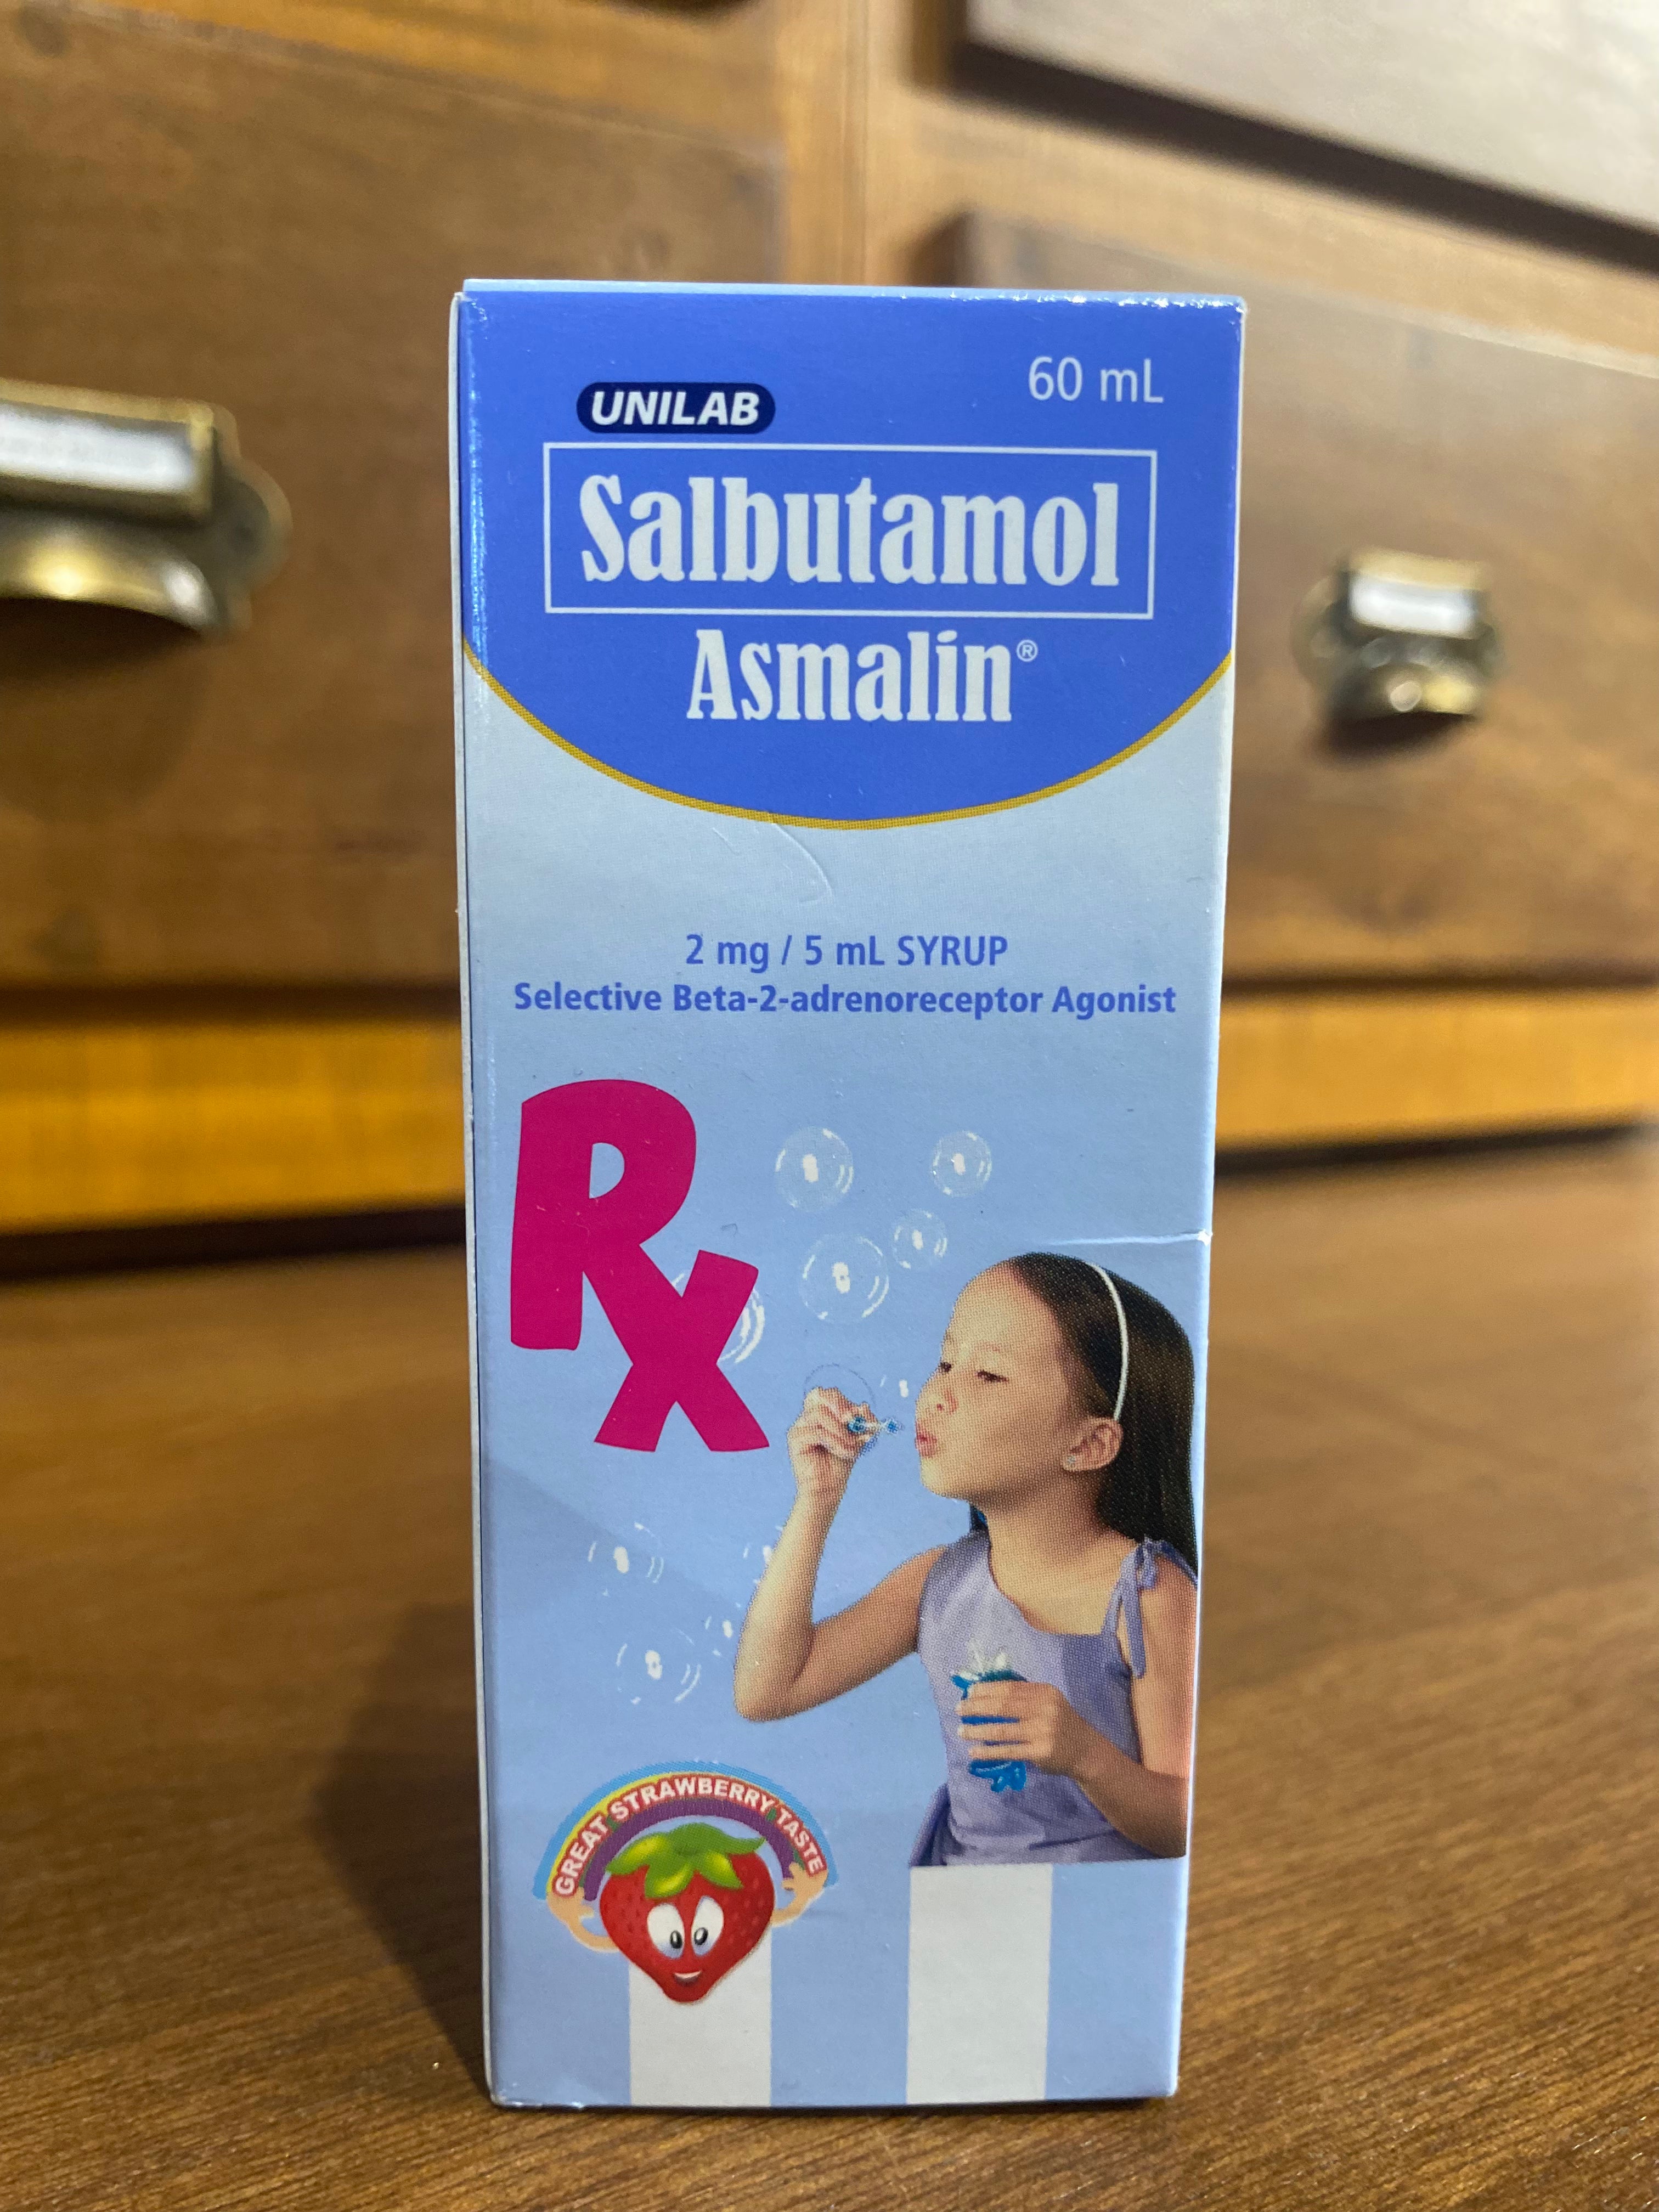 60 mL
UNILAB
Salbutamol
Asmalin®
2 mg / 5 mL SYRUP
Selective Beta-2-adrenoreceptor Agonist
Rx
GREAT STRAWBERRY TASTE